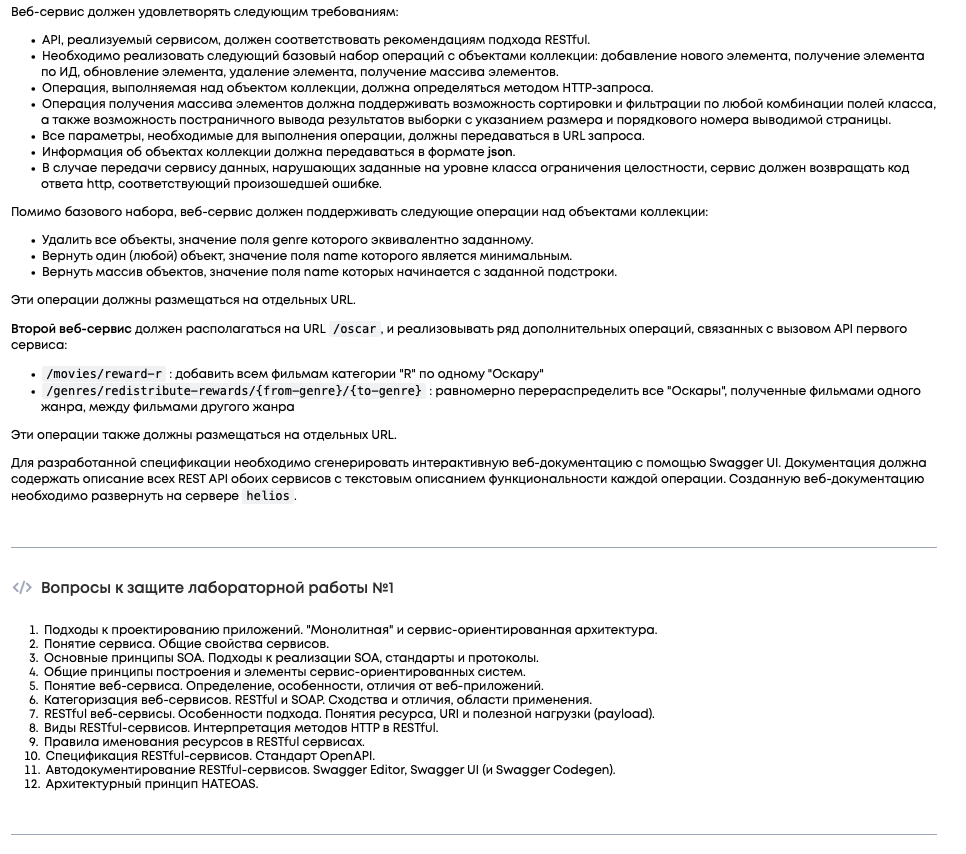 Веб-сервис должен удовлетворять следующим требованиям:
• API, реализуемый сервисом, должен соответствовать рекомендациям подхода RESTful.
• Необходимо реализовать следующий базовый набор операций с объектами коллекции: добавление нового элемента, получение элемента
по ИД, обновление элемента, удаление элемента, получение массива элементов.
• Операция, выполняемая над объектом коллекции, должна определяться методом HTTP-запроса.
• Операция получения массива элементов должна поддерживать возможность сортировки и фильтрации по любой комбинации полей класса,
а также возможность постраничного вывода результатов выборки с указанием размера и порядкового номера выводимой страницы.
• Все параметры, необходимые для выполнения операции, должны передаваться в URL запроса.
• Информация об объектах коллекции должна передаваться в формате json.
• В случае передачи сервису данных, нарушающих заданные на уровне класса ограничения целостности, сервис должен возвращать код
ответа http, соответствующий произошедшей ошибке.
Помимо базового набора, веб-сервис должен поддерживать следующие операции над объектами коллекции:
• Удалить все объекты, значение поля genre которого эквивалентно заданному.
• Вернуть один (любой) объект, значение поля name которого является минимальным.
• Вернуть массив объектов, значение поля name которых начинается с заданной подстроки.
Эти операции должны размещаться на отдельных URL.
Второй веб-сервис должен располагаться на URL /oscar, и реализовывать ряд дополнительных операций, связанных с вызовом API первого
сервиса:
• /movies/reward-r : добавить всем фильмам категории "R" по одному "Оскару"
• /genres/redistribute-rewards/{from-genre}/{to-genre} : равномерно перераспределить все "Оскары", полученные фильмами одного
жанра, между фильмами другого жанра
Эти операции также должны размещаться на отдельных URL.
Для разработанной спецификации необходимо сгенерировать интерактивную веб-документацию с помощью Swagger UI. Документация должна
содержать описание всех REST API обоих сервисов с текстовым описанием функциональности каждой операции. Созданную веб-документацию
необходимо развернуть на сервере helios .
</> Вопросы к защите лабораторной работы №1
1. Подходы к проектированию приложений. "Монолитная" и сервис-ориентированная архитектура.
2. Понятие сервиса. Общие свойства сервисов.
3. Основные принципы SOA. Подходы к реализации SOA, стандарты и протоколы.
4. Общие принципы построения и элементы сервис-ориентированных систем.
5. Понятие веб-сервиса. Определение, особенности, отличия от веб-приложений.
6. Категоризация веб-сервисов. RESTful и SOAP. Сходства и отличия, области применения.
7. RESTful веб-сервисы. Особенности подхода. Понятия ресурса, URI и полезной нагрузки (payload).
8. Виды RESTful-сервисов. Интерпретация методов HTTP в RESTful.
9. Правила именования ресурсов в RESTful сервисах.
10. Спецификация RESTful-сервисов. Стандарт OpenAPI.
11. Автодокументирование RESTful-сервисов. Swagger Editor, Swagger UI (и Swagger Codegen).
12. Архитектурный принцип HATEOAS.